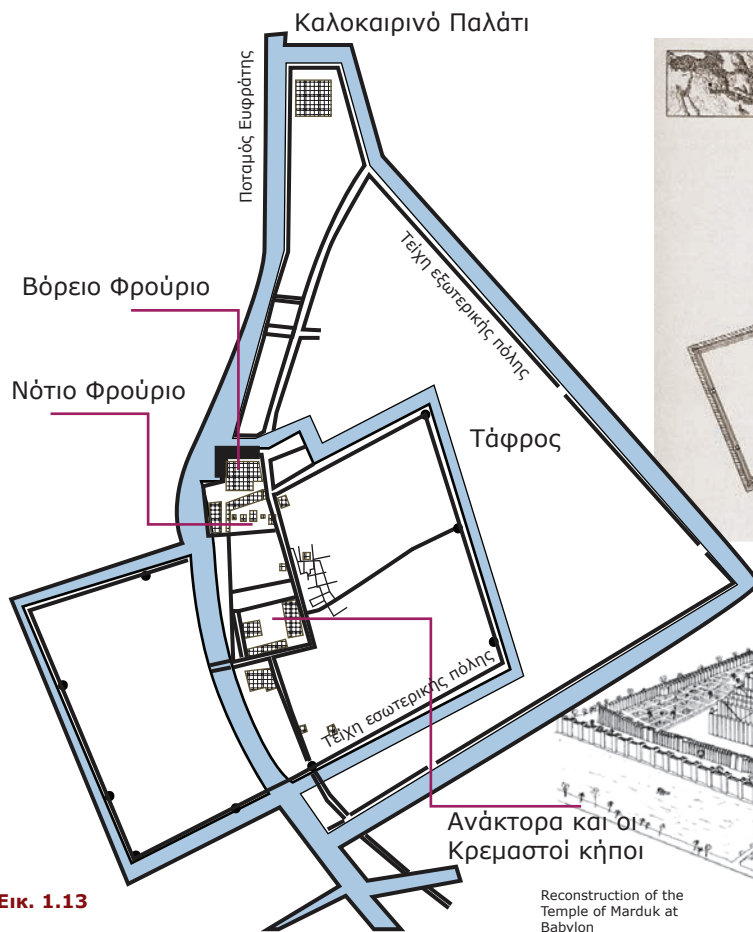 Καλοκαιρινό Παλάτι
Ποταμός Ευφράτης
Τείχη εξωτερικής πόλης
Βόρειο Φρούριο
Νότιο Φρούριο
Τάφρος
Τείχη εσωτερικής πόλης
Ανάκτορα και οι
Κρεμαστοί κήποι
Εικ. 1.13
Reconstruction of the
Temple of Marduk at
Babylon